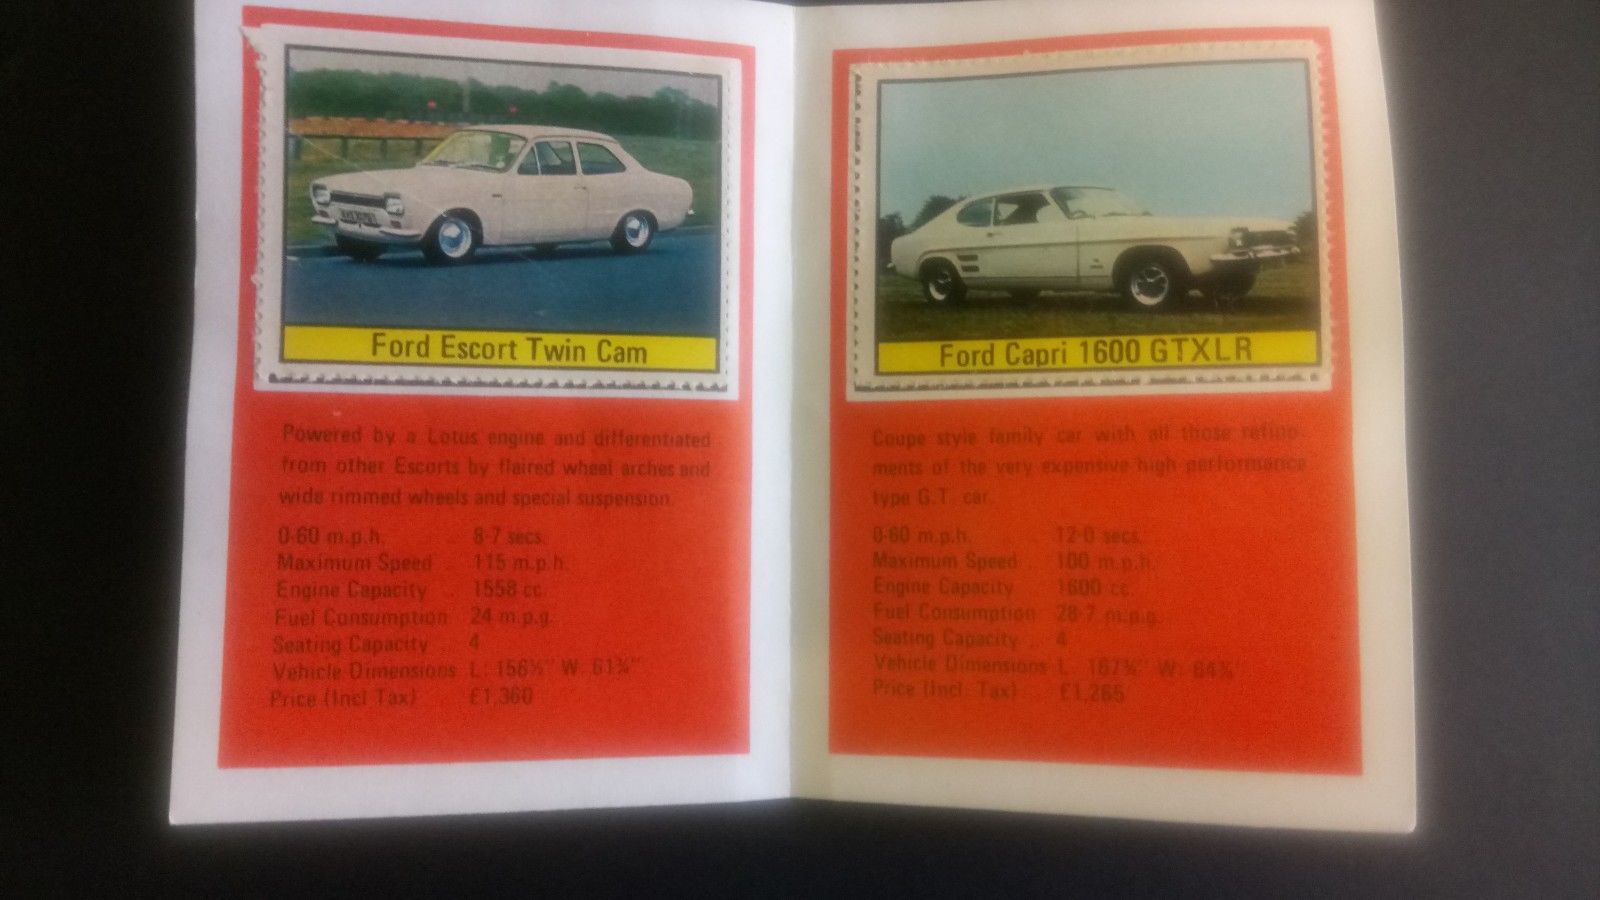 Ford Escort Twin Cam
Powered by a Lotus engine and differentiated
from other Escorts by flaired wheel arches and
wide rimmed wheels and special suspension.
0-60 m.p.h. 8·7 secs.
Maximum Speed 115 m.p.h.
Engine Capacity .. 1558 cc.
Fuel Consumption 24 m.p.g.
Seating Capacity .. 4
Vehicle Dimensions L: 156½" W: 61¾"
Price (Incl Tax) £1,360
Ford Capri 1600 GTXLR
Coupe style family car with all those refine-
ments of the very expensive high performance
type G.T. car.
0-60 m.p.h. 12·0 secs.
Maximum Speed .. 100 m.p.h.
Engine Capacity .. 1600 cc.
Fuel Consumption 28·7 m.p.g.
Seating Capacity .. 4
Vehicle Dimensions L: 167¾" W: 64¾"
Price (Incl. Tax) £1,265